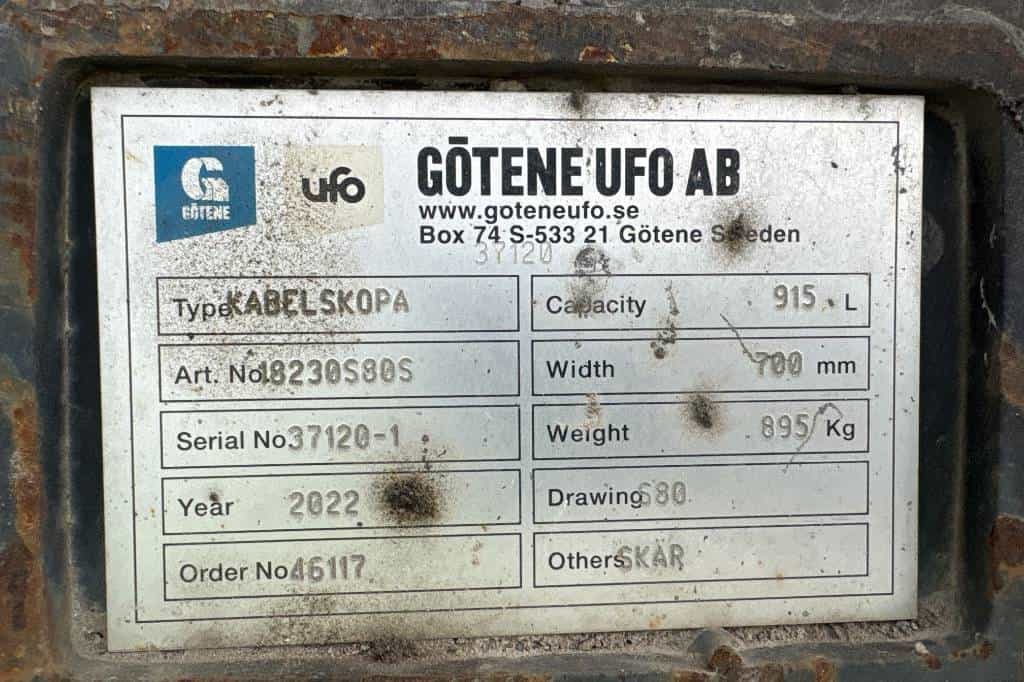 G
GÖTENE
ufo
GÖTENE UFO AB
www.goteneufo.se
Box 74 S-533 21 Götene Sweden
37120
Type KABELSKOPA
Capacity 915 L
Art. No. 18230S80S
Width 700 mm
Serial No. 37120-1
Weight 895 Kg
Year 2022
Drawing S80
Order No 46117
Others SKÄR